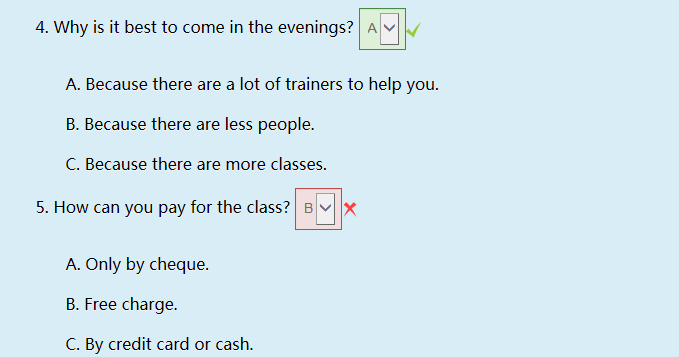 4. Why is it best to come in the evenings? A
A. Because there are a lot of trainers to help you.
B. Because there are less people.
C. Because there are more classes.
5. How can you pay for the class? B
A. Only by cheque.
B. Free charge.
C. By credit card or cash.